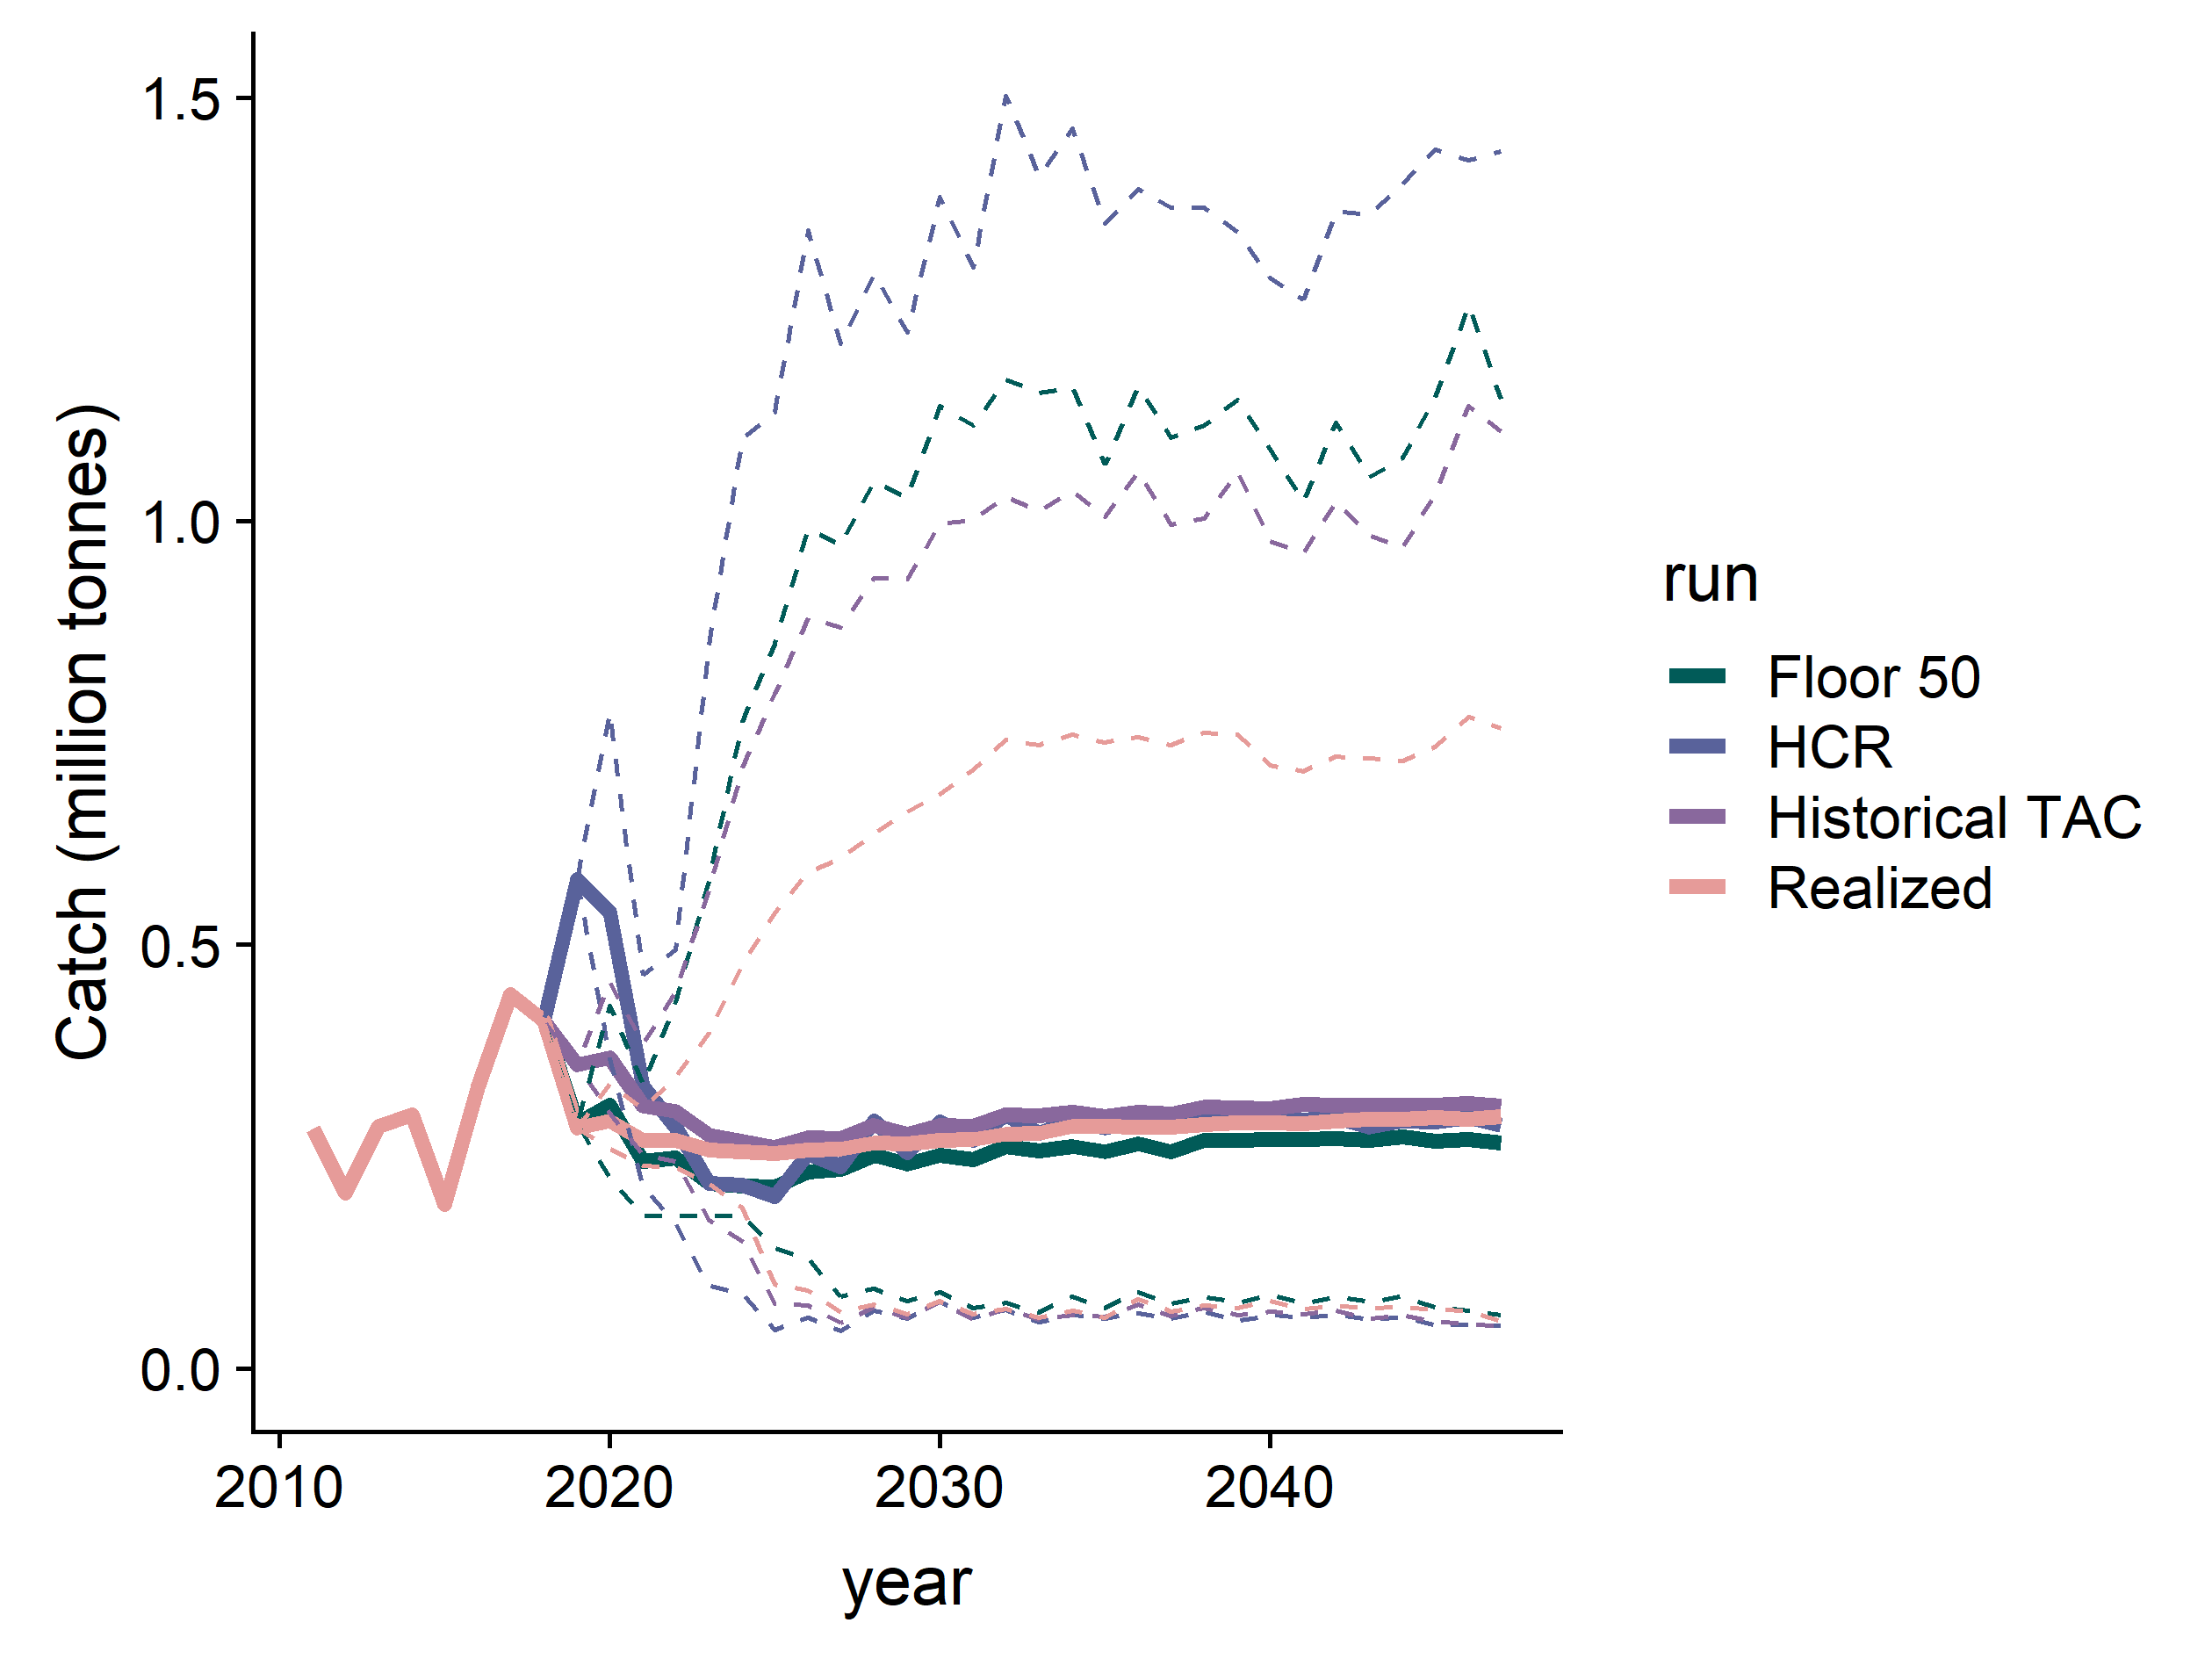 Catch (million tonnes)
1.5
1.0
0.5
0.0
2010 2020 2030 2040
year
run
Floor 50
HCR
Historical TAC
Realized